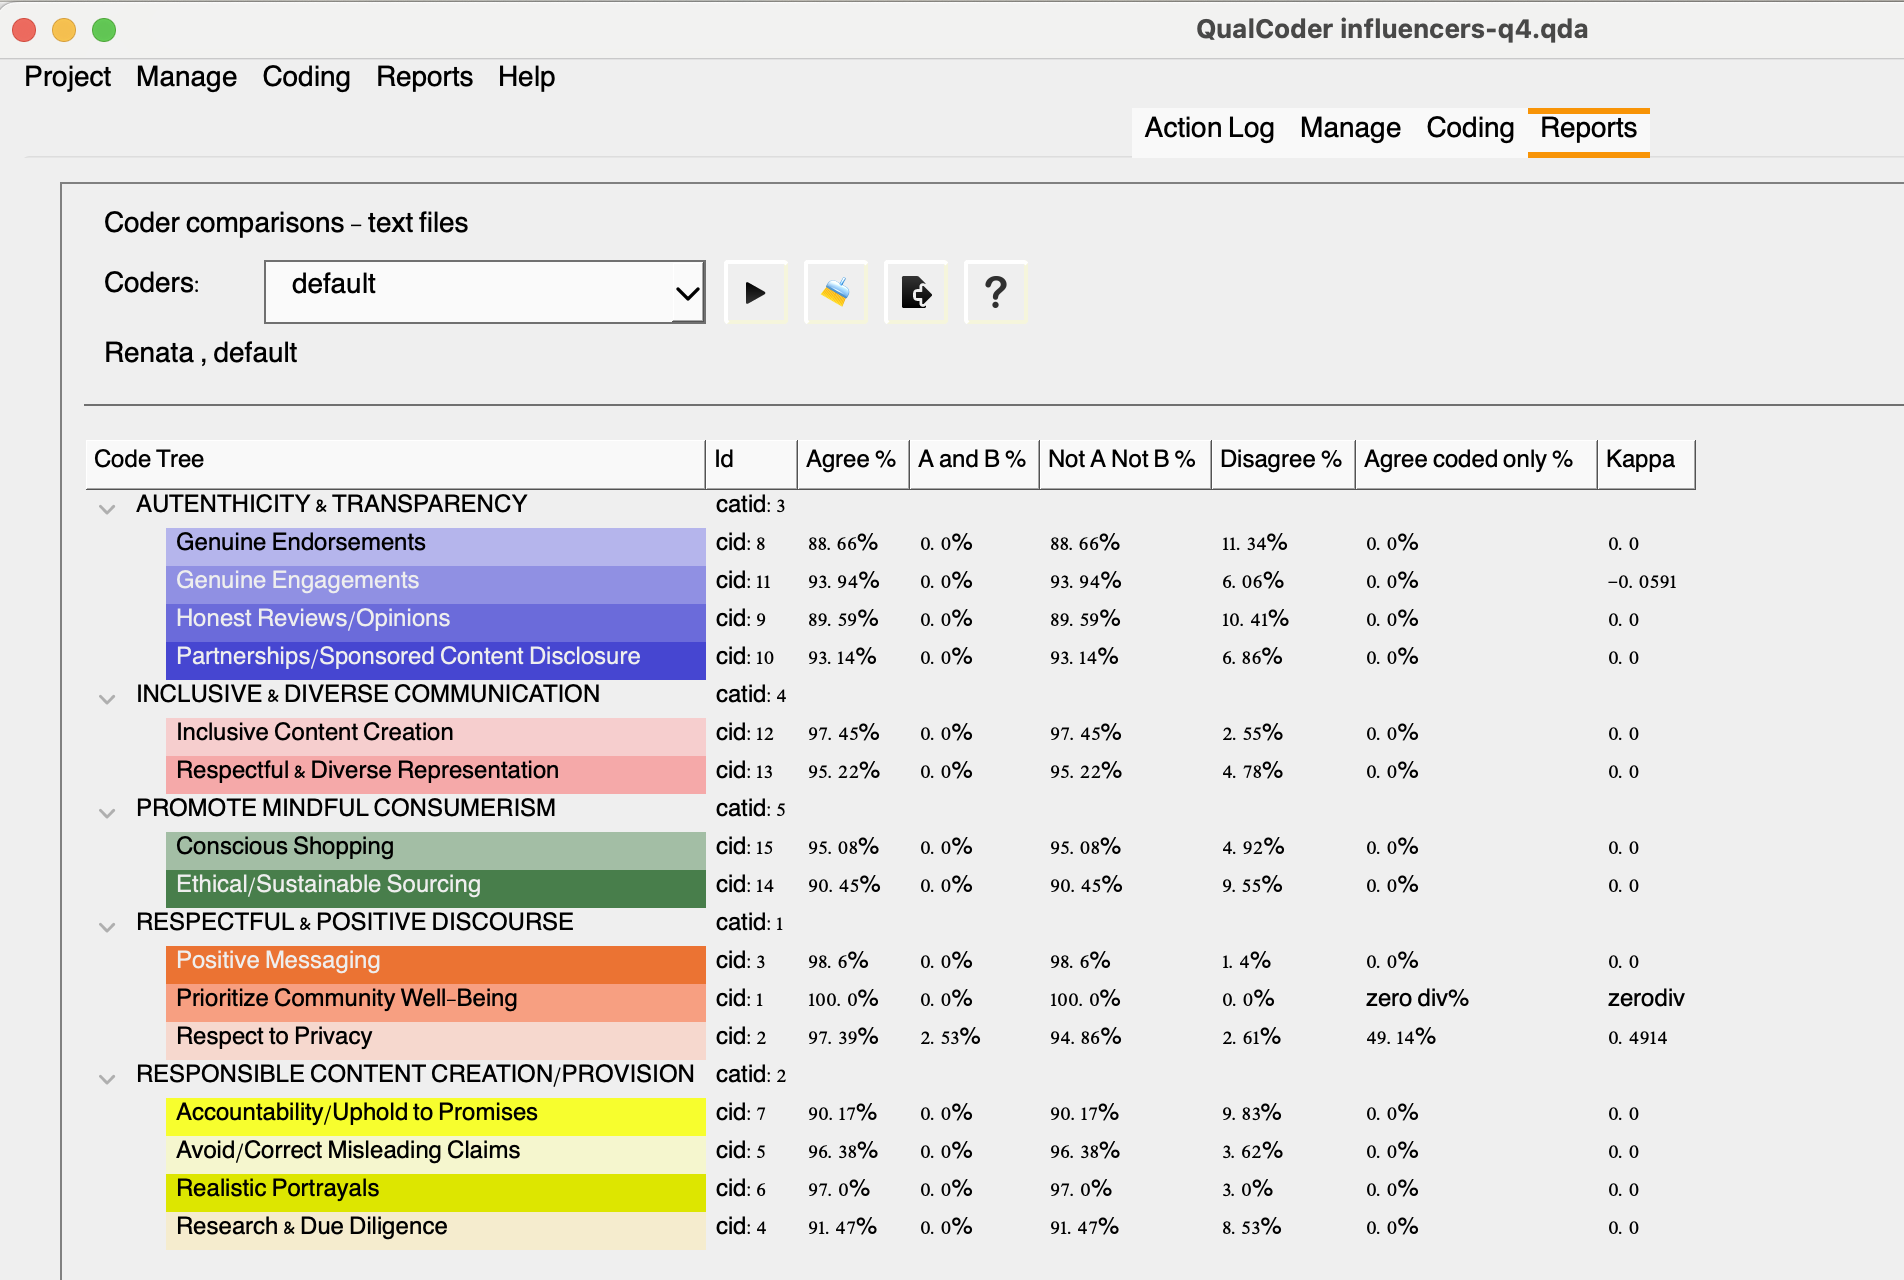 QualCoder influencers-q4.qda
Project Manage Coding Reports Help
Action Log Manage Coding Reports
Coder comparisons - text files
Coders: default
?
Renata , default
Code Tree Id Agree % A and B % Not A Not B % Disagree % Agree coded only % Kappa
AUTENTHICITY & TRANSPARENCY catid: 3
Genuine Endorsements cid: 8 88. 66% 0. 0% 88. 66% 11. 34% 0. 0% 0. 0
Genuine Engagements cid: 11 93. 94% 0. 0% 93. 94% 6. 06% 0. 0% -0. 0591
Honest Reviews/Opinions cid: 9 89. 59% 0. 0% 89. 59% 10. 41% 0. 0% 0. 0
Partnerships/Sponsored Content Disclosure cid: 10 93. 14% 0. 0% 93. 14% 6. 86% 0. 0% 0. 0
INCLUSIVE & DIVERSE COMMUNICATION catid: 4
Inclusive Content Creation cid: 12 97. 45% 0. 0% 97. 45% 2. 55% 0. 0% 0. 0
Respectful & Diverse Representation cid: 13 95. 22% 0. 0% 95. 22% 4. 78% 0. 0% 0. 0
PROMOTE MINDFUL CONSUMERISM catid: 5
Conscious Shopping cid: 15 95. 08% 0. 0% 95. 08% 4. 92% 0. 0% 0. 0
Ethical/Sustainable Sourcing cid: 14 90. 45% 0. 0% 90. 45% 9. 55% 0. 0% 0. 0
RESPECTFUL & POSITIVE DISCOURSE catid: 1
Positive Messaging cid: 3 98. 6% 0. 0% 98. 6% 1. 4% 0. 0% 0. 0
Prioritize Community Well-Being cid: 1 100. 0% 0. 0% 100. 0% 0. 0% zero div% zerodiv
Respect to Privacy cid: 2 97. 39% 2. 53% 94. 86% 2. 61% 49. 14% 0. 4914
RESPONSIBLE CONTENT CREATION/PROVISION catid: 2
Accountability/Uphold to Promises cid: 7 90. 17% 0. 0% 90. 17% 9. 83% 0. 0% 0. 0
Avoid/Correct Misleading Claims cid: 5 96. 38% 0. 0% 96. 38% 3. 62% 0. 0% 0. 0
Realistic Portrayals cid: 6 97. 0% 0. 0% 97. 0% 3. 0% 0. 0% 0. 0
Research & Due Diligence cid: 4 91. 47% 0. 0% 91. 47% 8. 53% 0. 0% 0. 0